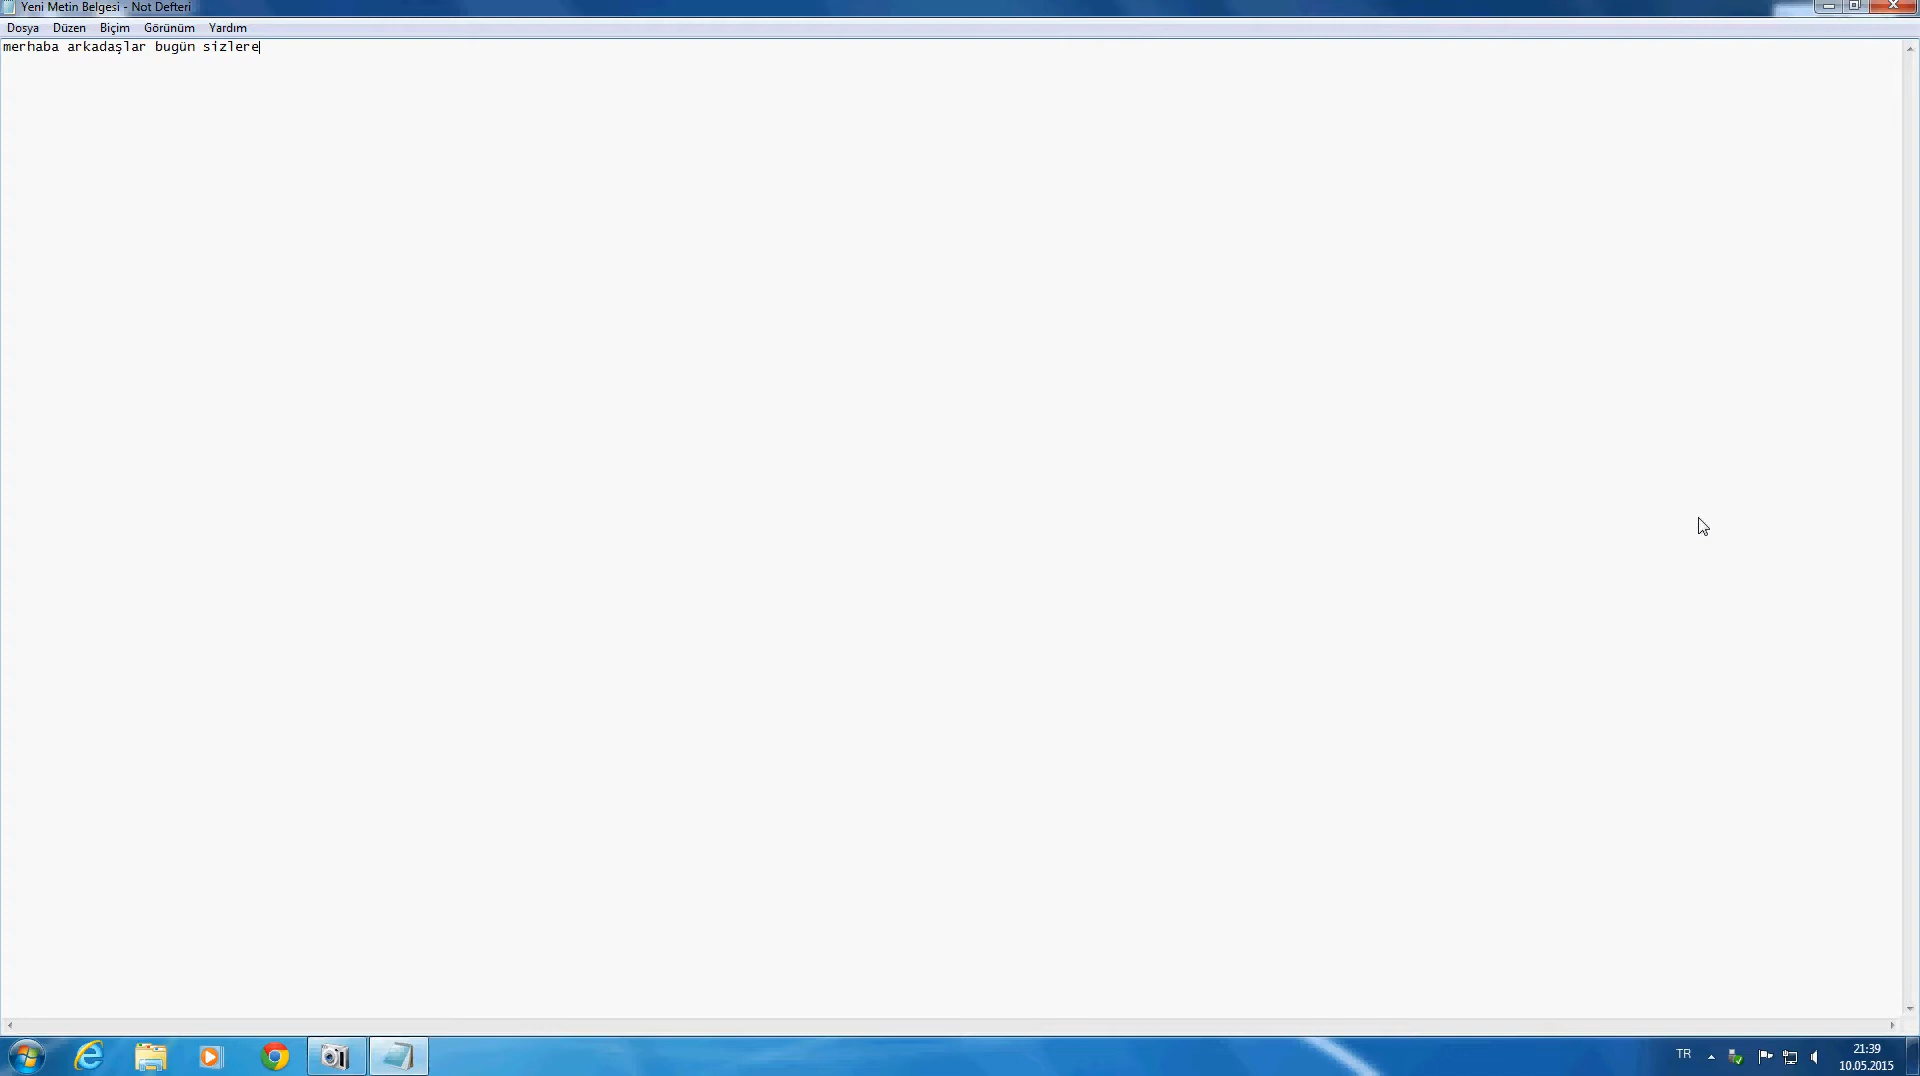 Yeni Metin Belgesi - Not Defteri
Dosya Düzen Biçim Görünüm Yardım
merhaba arkadaşlar bugün sizlere
TR
21:39
10.05.2015